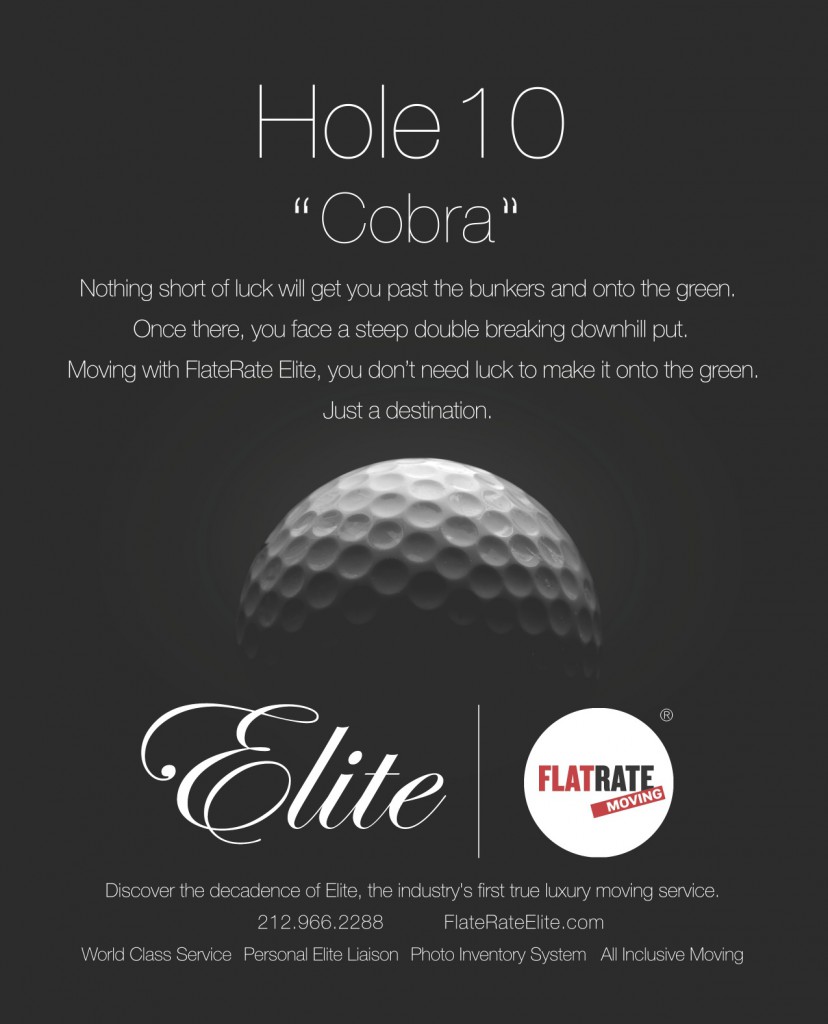 Hole 10
“Cobra”
Nothing short of luck will get you past the bunkers and onto the green.
Once there, you face a steep double breaking downhill put.
Moving with FlateRate Elite, you don't need luck to make it onto the green.
Just a destination.
Elite
®
FLATRATE
MOVING
Discover the decadence of Elite, the industry's first true luxury moving service.
212.966.2288 FlateRateElite.com
World Class Service Personal Elite Liaison Photo Inventory System All Inclusive Moving